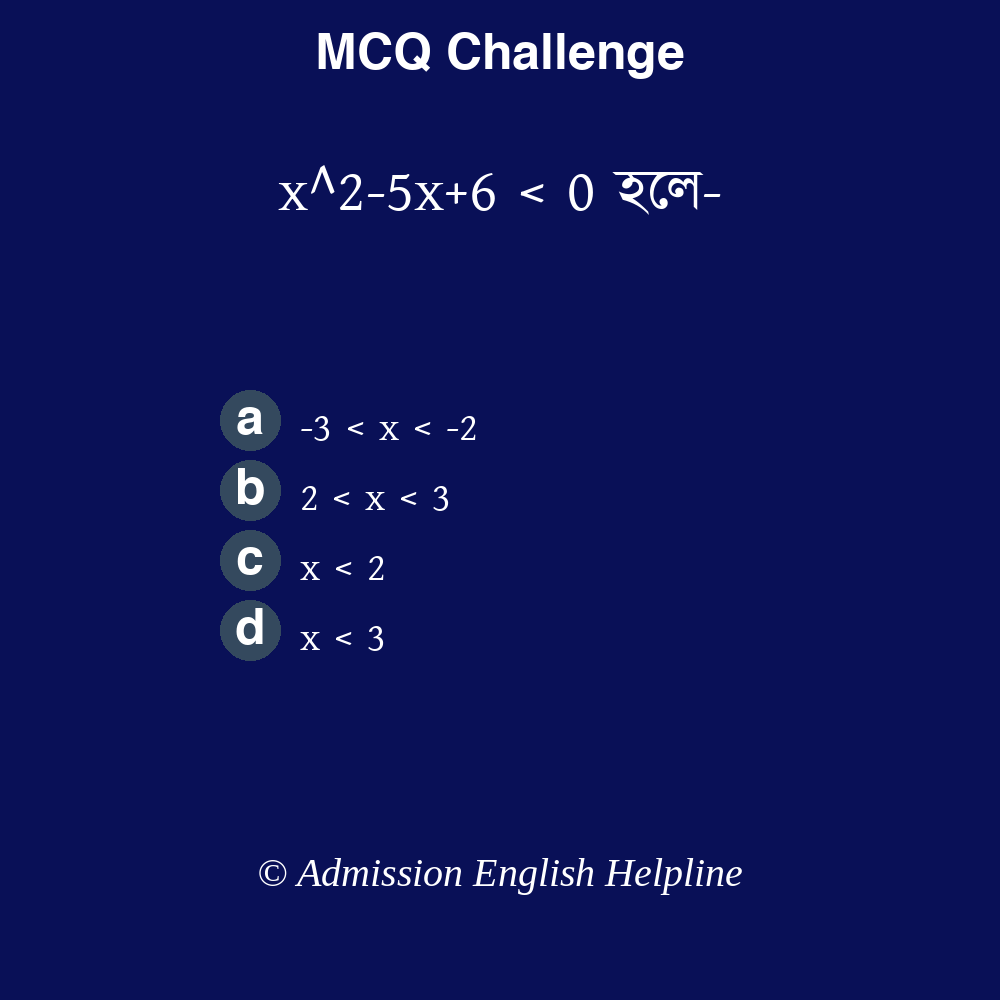 MCQ Challenge
x^2-5x+6 < 0 হলে-
a -3 < x < -2
b 2 < x < 3
c x < 2
d x < 3
© Admission English Helpline